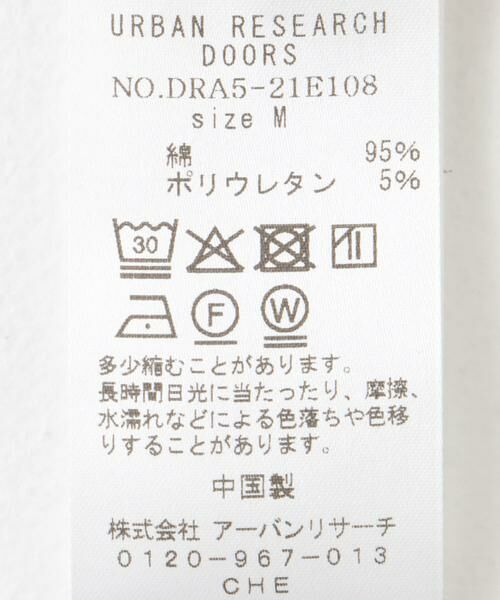 URBAN RESEARCH
DOORS
NO.DRA5-21E108
size M
綿 95%
ポリウレタン 5%
30
F W
多少縮むことがあります。
長時間日光に当たったり、摩擦、
水濡れなどによる色落ちや色移
りすることがあります。
中国製
株式会社 アーバンリサーチ
0120-967-013
CHE